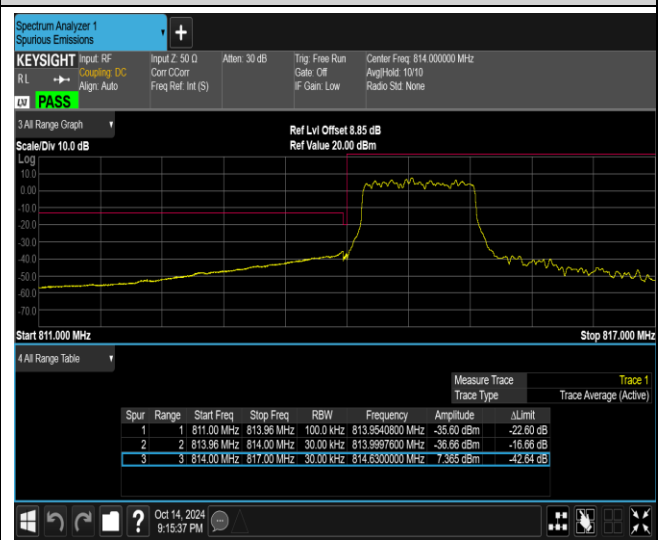 Spectrum Analyzer 1
Spurious Emissions
+
KEYSIGHT Input: RF Input Z: 50 Ω Atten: 30 dB Trig: Free Run Center Freq: 814.000000 MHz
RL Coupling: DC Corr CCorr Gate: Off Avg|Hold: 10/10
Align: Auto Freq Ref: Int (S) IF Gain: Low Radio Std: None
LXI PASS
3 All Range Graph
Ref Lvl Offset 8.85 dB
Scale/Div 10.0 dB Ref Value 20.00 dBm
Log
10.0
0.00
-10.0
-20.0
-30.0
-40.0
-50.0
-60.0
-70.0
Start 811.000 MHz Stop 817.000 MHz
4 All Range Table
Measure Trace Trace 1
Trace Type Trace Average (Active)
Spur Range Start Freq Stop Freq RBW Frequency Amplitude ΔLimit
1 1 811.00 MHz 813.96 MHz 100.0 kHz 813.9540800 MHz -35.60 dBm -22.60 dB
2 2 813.96 MHz 814.00 MHz 30.00 kHz 813.9997600 MHz -36.66 dBm -16.66 dB
3 3 814.00 MHz 817.00 MHz 30.00 kHz 814.6300000 MHz 7.365 dBm -42.64 dB
? Oct 14, 2024
9:15:37 PM